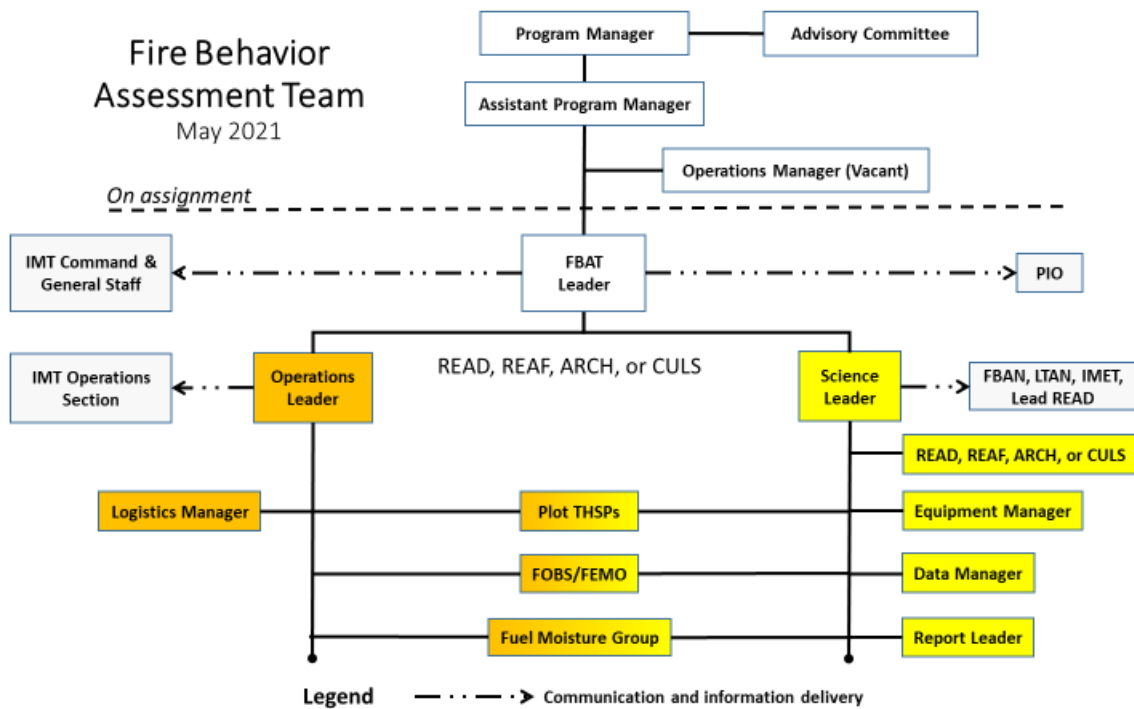 Fire Behavior
Assessment Team
May 2021
Program Manager
Advisory Committee
Assistant Program Manager
Operations Manager (Vacant)
On assignment
IMT Command &
General Staff
FBAT
Leader
PIO
IMT Operations
Section
Operations
Leader
READ, REAF, ARCH, or CULS
Science
Leader
FBAN, LTAN, IMET,
Lead READ
READ, REAF, ARCH, or CULS
Logistics Manager
Plot THSPs
Equipment Manager
FOBS/FEMO
Data Manager
Fuel Moisture Group
Report Leader
Legend
Communication and information delivery